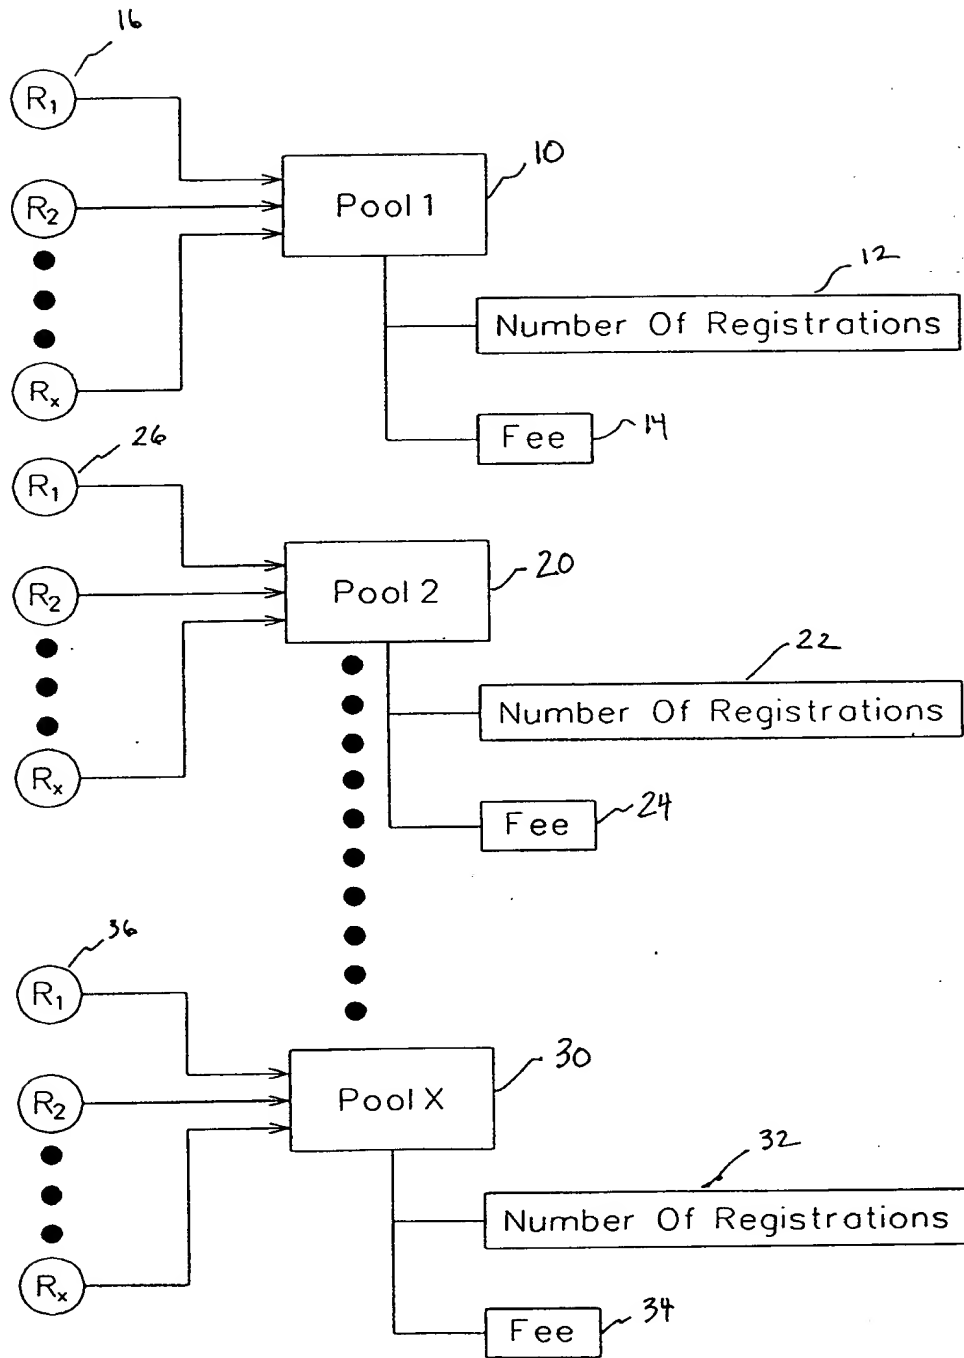 16
R₁
10
Pool 1
R₂
12
Number Of Registrations
Rₓ
14
Fee
26
R₁
20
Pool 2
R₂
22
Number Of Registrations
Rₓ
24
Fee
36
R₁
30
Pool X
R₂
32
Number Of Registrations
Rₓ
34
Fee